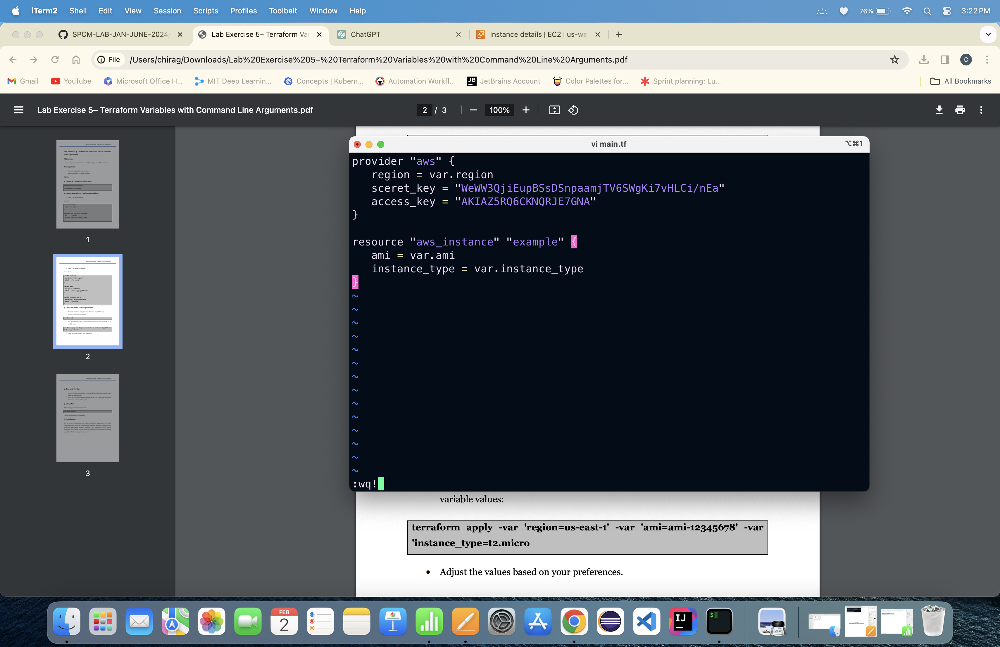 iTerm2 Shell Edit View Session Scripts Profiles Toolbelt Window Help 76% 3:22 PM
SPCM-LAB-JAN-JUNE-2024/ Lab Exercise 5– Terraform Va ChatGPT Instance details | EC2 | us-we
File /Users/chirag/Downloads/Lab%20Exercise%205–%20Terraform%20Variables%20with%20Command%20Line%20Arguments.pdf C
Gmail YouTube Microsoft Office H... MIT Deep Learnin... Concepts | Kubern... Automation Workfl... JetBrains Account Color Palettes for... Sprint planning: Lu... All Bookmarks
Lab Exercise 5– Terraform Variables with Command Line Arguments.pdf 2 / 3 100%
1
2
3
vi main.tf ⌥⌘1
provider "aws" {
region = var.region
sceret_key = "WeWW3QjiEupBSsDSnpaamjTV6SWgKi7vHLCi/nEa"
access_key = "AKIAZ5RQ6CKNQRJE7GNA"
}
resource "aws_instance" "example" {
ami = var.ami
instance_type = var.instance_type
}
~
~
~
~
~
~
~
~
~
~
~
~
~
~
:wq!
variable values:
terraform apply -var 'region=us-east-1' -var 'ami=ami-12345678' -var
'instance_type=t2.micro
• Adjust the values based on your preferences.
FEB
2